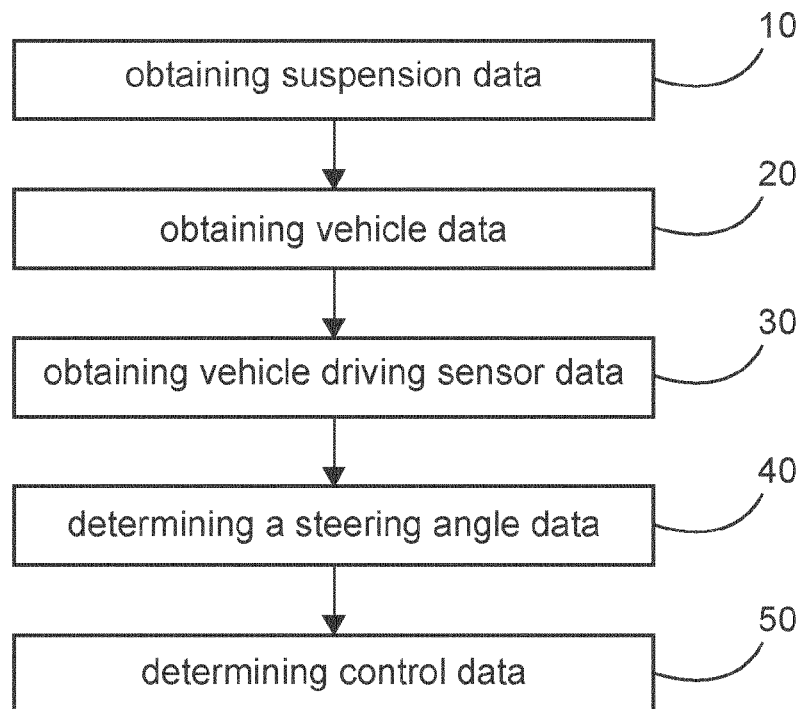 10
obtaining suspension data
20
obtaining vehicle data
30
obtaining vehicle driving sensor data
40
determining a steering angle data
50
determining control data